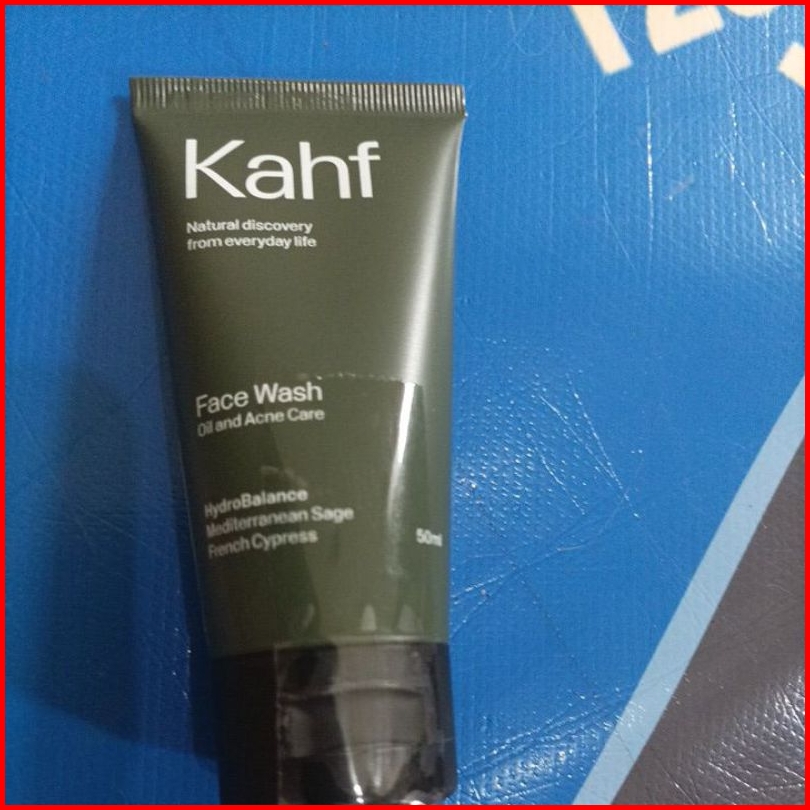 Kahf
Natural discovery
from everyday life
Face Wash
Oil and Acne Care
HydroBalance
Mediterranean Sage
French Cypress
50ml